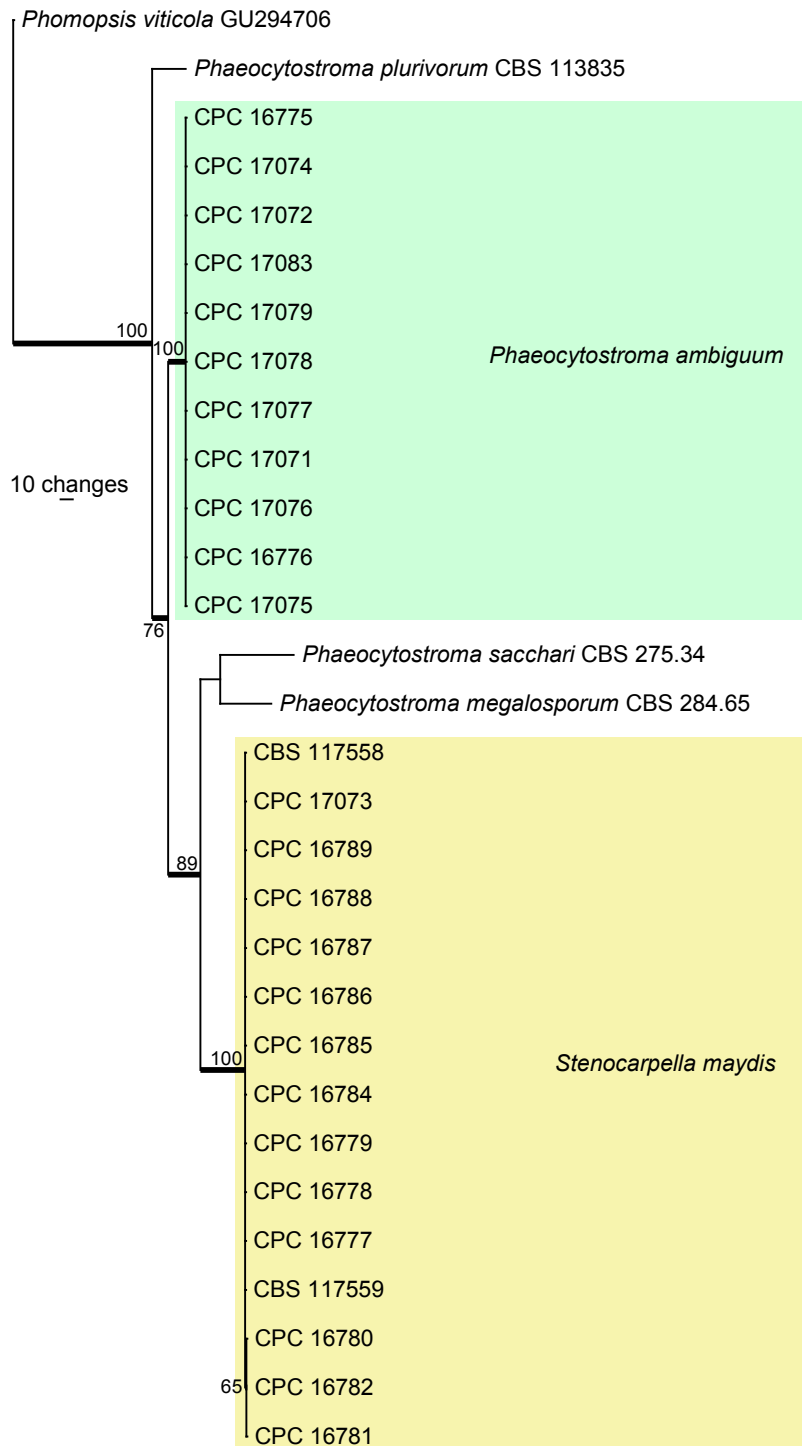 Phomopsis viticola GU294706
Phaeocytostroma plurivorum CBS 113835
CPC 16775
CPC 17074
CPC 17072
CPC 17083
CPC 17079
100
100
CPC 17078
Phaeocytostroma ambiguum
CPC 17077
CPC 17071
10 changes
CPC 17076
CPC 16776
CPC 17075
76
Phaeocytostroma sacchari CBS 275.34
Phaeocytostroma megalosporum CBS 284.65
CBS 117558
CPC 17073
CPC 16789
89
CPC 16788
CPC 16787
CPC 16786
CPC 16785
100
Stenocarpella maydis
CPC 16784
CPC 16779
CPC 16778
CPC 16777
CBS 117559
CPC 16780
65
CPC 16782
CPC 16781